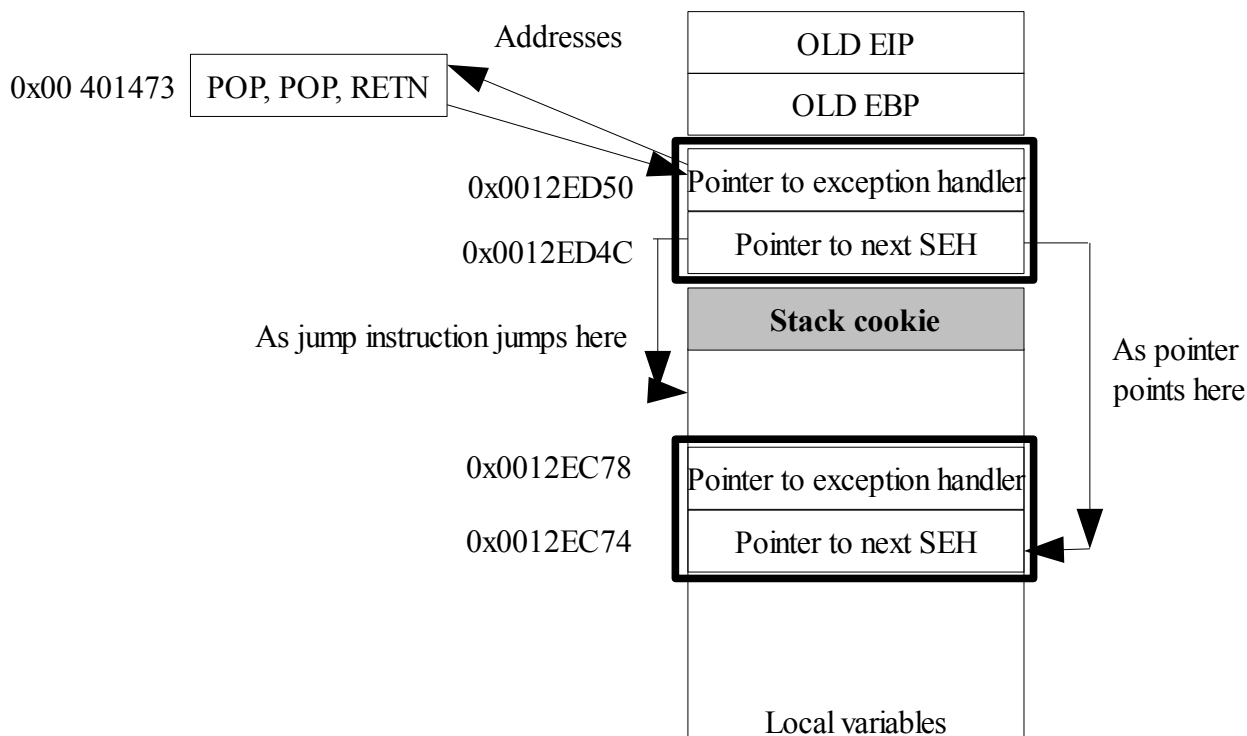 Addresses
OLD EIP
0x00 401473
POP, POP, RETN
OLD EBP
0x0012ED50
Pointer to exception handler
0x0012ED4C
Pointer to next SEH
Stack cookie
As jump instruction jumps here
As pointer
points here
0x0012EC78
Pointer to exception handler
0x0012EC74
Pointer to next SEH
Local variables